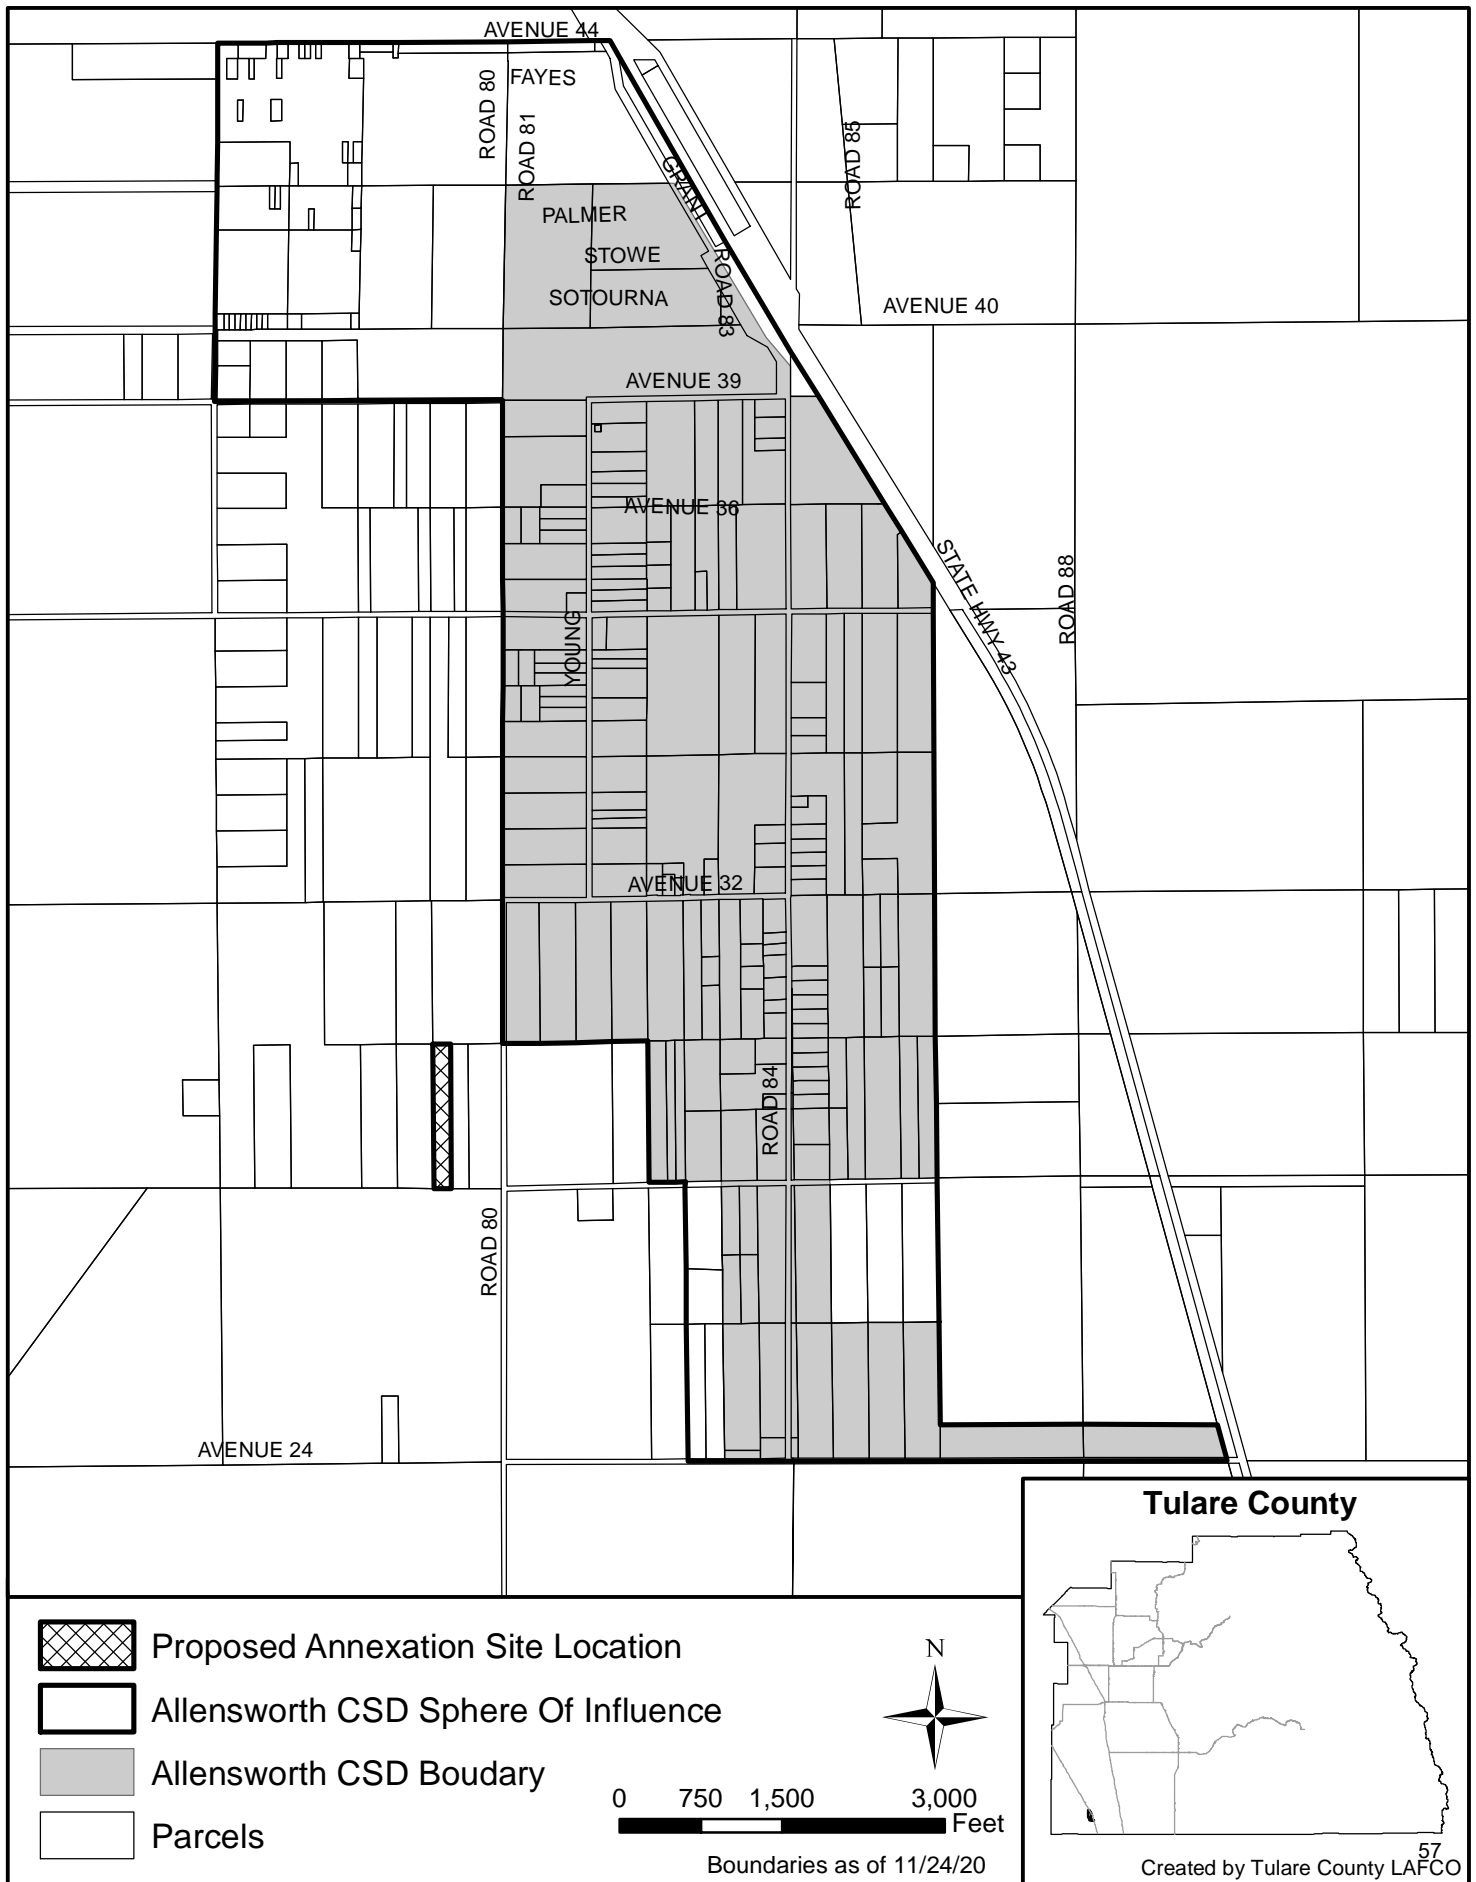 AVENUE 44
ROAD 80
FAYES
ROAD 81
ROAD 85
GRANT
PALMER
STOWE
ROAD 83
SOTOURNA
AVENUE 40
AVENUE 39
AVENUE 36
STATE HWY 43
ROAD 88
YOUNG
AVENUE 32
ROAD 84
ROAD 80
AVENUE 24
Tulare County
Proposed Annexation Site Location
Allensworth CSD Sphere Of Influence
Allensworth CSD Boudary
Parcels
N
0 750 1,500 3,000
Feet
Boundaries as of 11/24/20
57
Created by Tulare County LAFCO